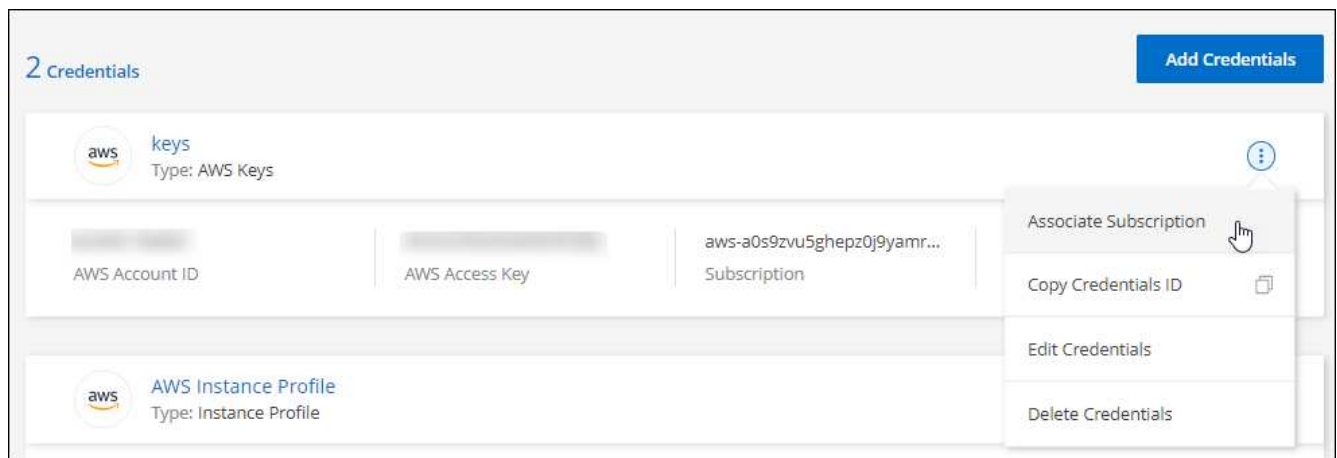 2 Credentials
Add Credentials
aws
keys
Type: AWS Keys
Associate Subscription
aws-a0s9zvu5ghepz0j9yamr...
AWS Account ID
AWS Access Key
Subscription
Copy Credentials ID
Edit Credentials
aws
AWS Instance Profile
Type: Instance Profile
Delete Credentials